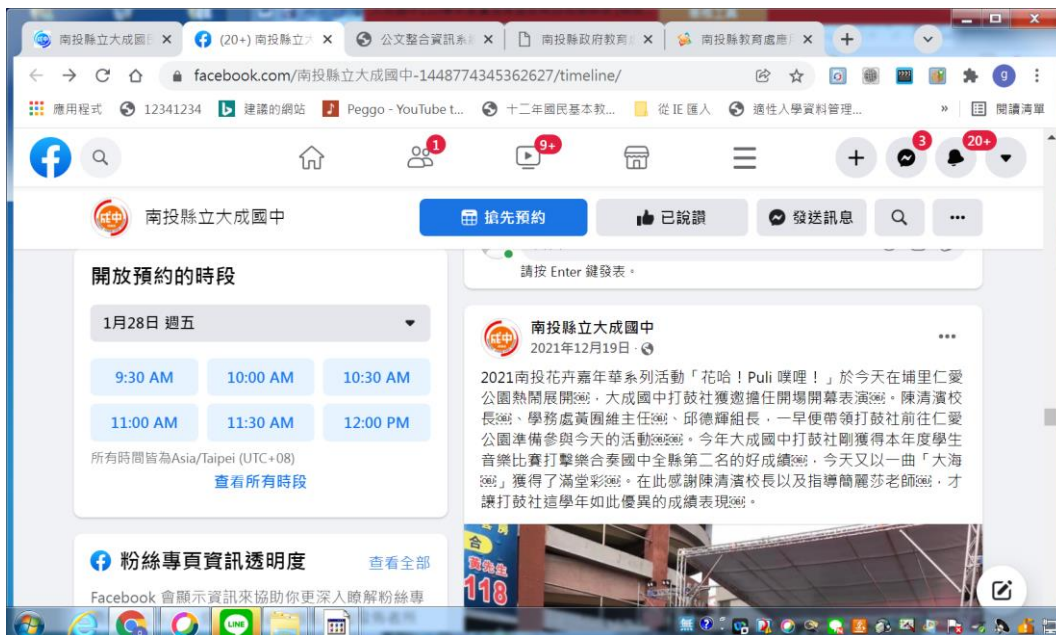 南投縣立大成國民
(20+) 南投縣立大
公文整合資訊系
南投縣政府教育
南投縣教育處應用
facebook.com/南投縣立大成國中-1448774345362627/timeline/
g
應用程式
12341234
建議的網站
Peggo - YouTube t...
十二年國民基本教...
從 IE 匯入
適性入學資料管理...
»
閱讀清單
1
9+
3
20+
成中
南投縣立大成國中
搶先預約
已說讚
發送訊息
開放預約的時段
1月28日 週五
9:30 AM
10:00 AM
10:30 AM
11:00 AM
11:30 AM
12:00 PM
所有時間皆為Asia/Taipei (UTC+08)
查看所有時段
粉絲專頁資訊透明度
查看全部
Facebook 會顯示資訊來協助你更深入瞭解粉絲專
請按 Enter 鍵發表。
成中
南投縣立大成國中
2021年12月19日 ·
2021南投花卉嘉年華系列活動「花哈！Puli 噗哩！」於今天在埔里仁愛
公園熱鬧展開，大成國中打鼓社獲邀擔任開場開幕表演。陳清濱校
長、學務處黃囿維主任、邱德輝組長，一早便帶領打鼓社前往仁愛
公園準備參與今天的活動。今年大成國中打鼓社剛獲得本年度學生
音樂比賽打擊樂合奏國中全縣第二名的好成績，今天又以一曲「大海
」獲得了滿堂彩。在此感謝陳清濱校長以及指導簡麗莎老師，才
讓打鼓社這學年如此優異的成績表現。
合
黃先生
118
LINE